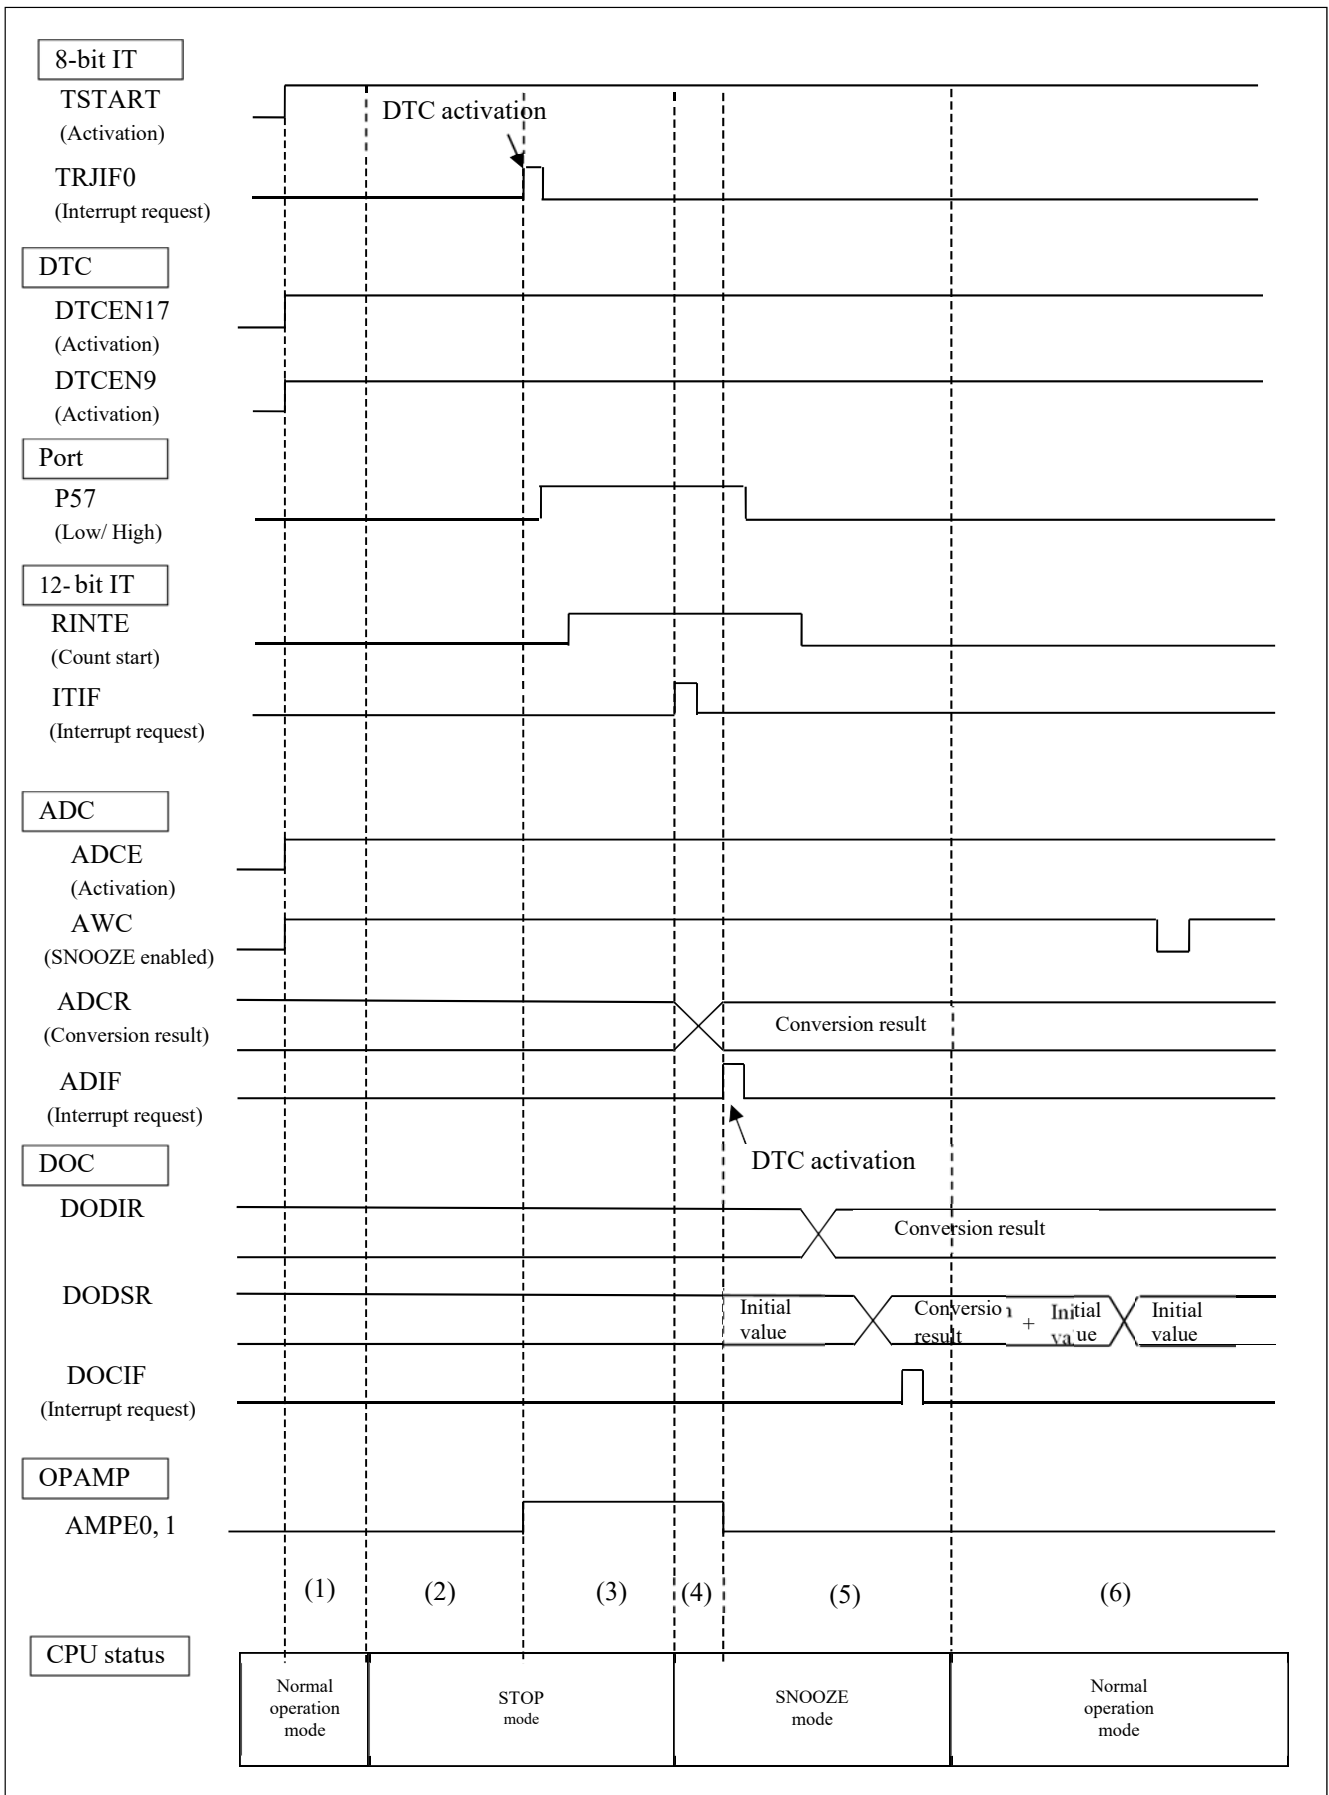 8-bit IT
TSTART
(Activation)
DTC activation
TRJIF0
(Interrupt request)
DTC
DTCEN17
(Activation)
DTCEN9
(Activation)
Port
P57
(Low/ High)
12- bit IT
RINTE
(Count start)
ITIF
(Interrupt request)
ADC
ADCE
(Activation)
AWC
(SNOOZE enabled)
ADCR
(Conversion result)
Conversion result
ADIF
(Interrupt request)
DTC activation
DOC
DODIR
Conversion result
DODSR
Initial
value
Conversion
result
+
Initial
value
Initial
value
DOCIF
(Interrupt request)
OPAMP
AMPE0, 1
(1) (2) (3) (4) (5) (6)
CPU status
Normal
operation
mode
STOP
mode
SNOOZE
mode
Normal
operation
mode